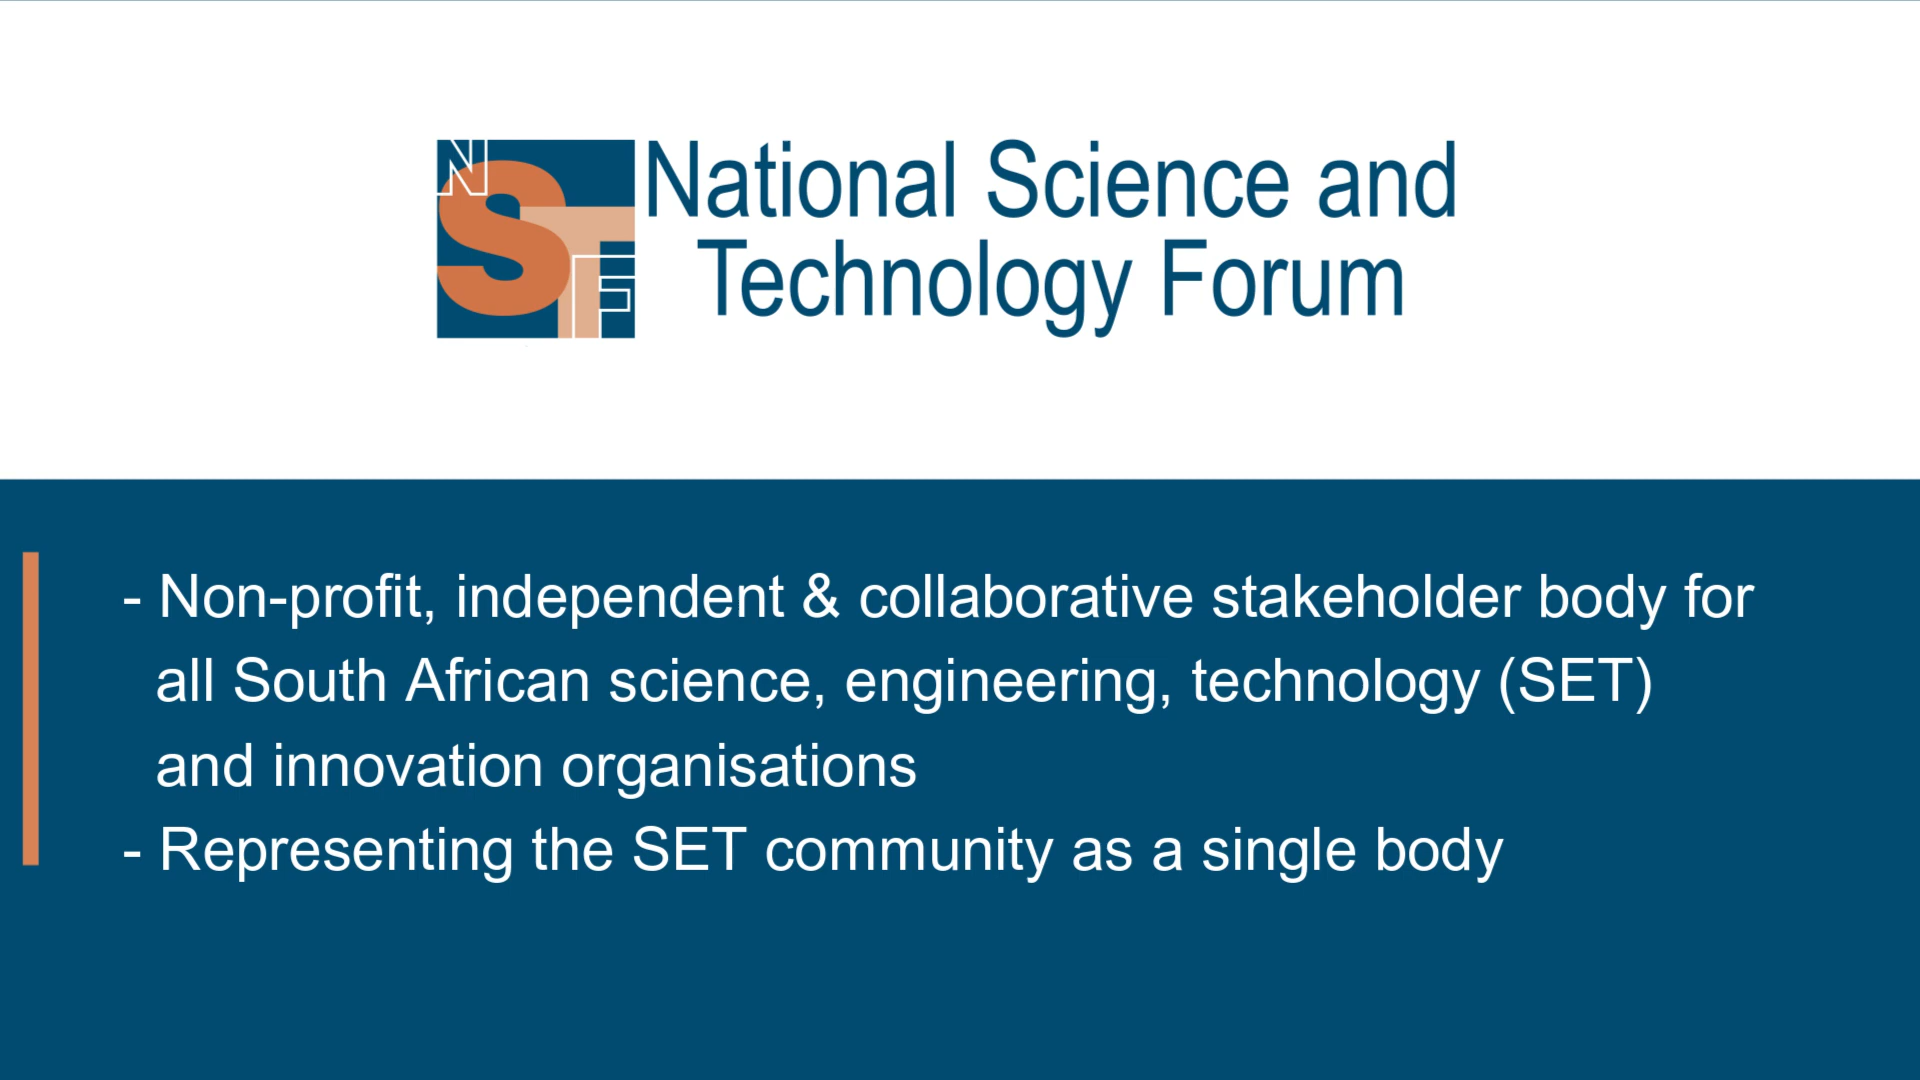 NSTF
National Science and
Technology Forum
- Non-profit, independent & collaborative stakeholder body for
all South African science, engineering, technology (SET)
and innovation organisations
- Representing the SET community as a single body